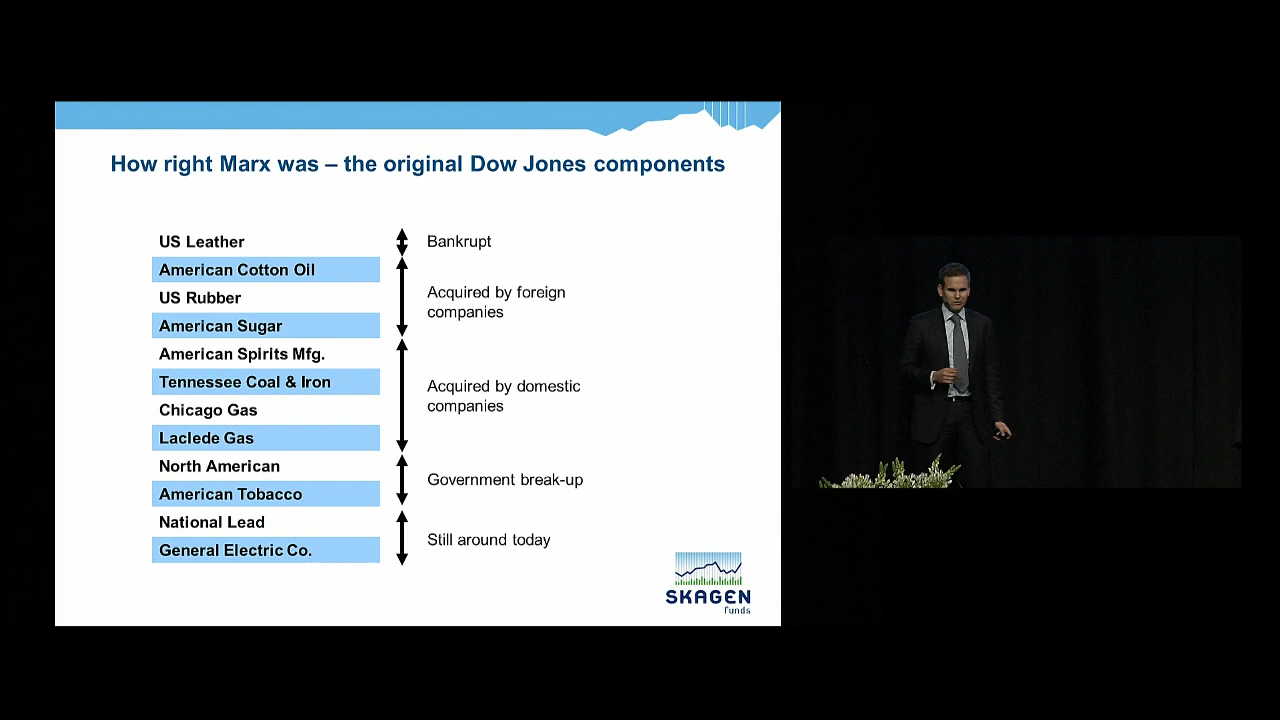 How right Marx was – the original Dow Jones components
US Leather
American Cotton Oil
US Rubber
American Sugar
American Spirits Mfg.
Tennessee Coal & Iron
Chicago Gas
Laclede Gas
North American
American Tobacco
National Lead
General Electric Co.
Bankrupt
Acquired by foreign
companies
Acquired by domestic
companies
Government break-up
Still around today
SKAGEN
funds